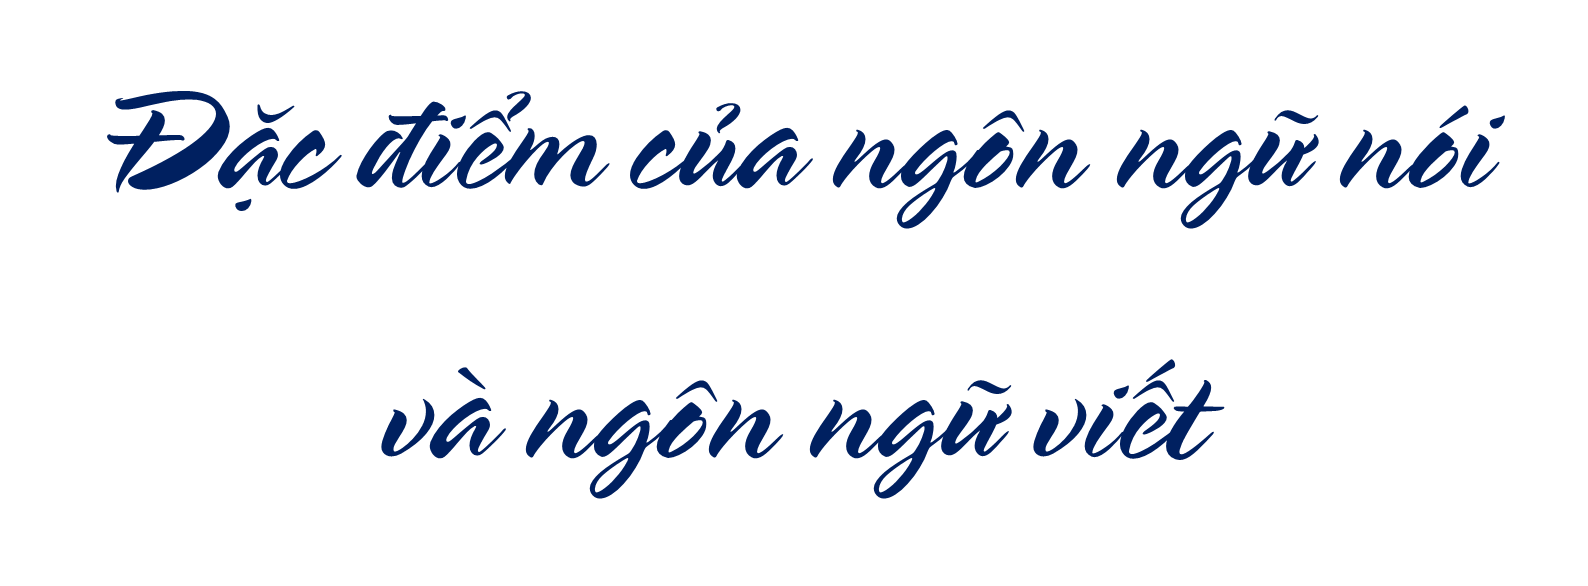 Đặc điểm của ngôn ngữ nói
và ngôn ngữ viết